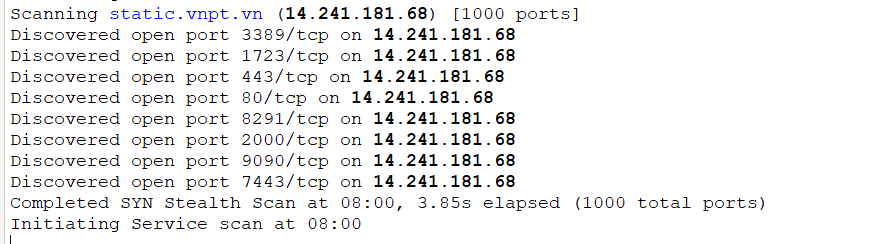 Scanning static.vnpt.vn (14.241.181.68) [1000 ports]
Discovered open port 3389/tcp on 14.241.181.68
Discovered open port 1723/tcp on 14.241.181.68
Discovered open port 443/tcp on 14.241.181.68
Discovered open port 80/tcp on 14.241.181.68
Discovered open port 8291/tcp on 14.241.181.68
Discovered open port 2000/tcp on 14.241.181.68
Discovered open port 9090/tcp on 14.241.181.68
Discovered open port 7443/tcp on 14.241.181.68
Completed SYN Stealth Scan at 08:00, 3.85s elapsed (1000 total ports)
Initiating Service scan at 08:00